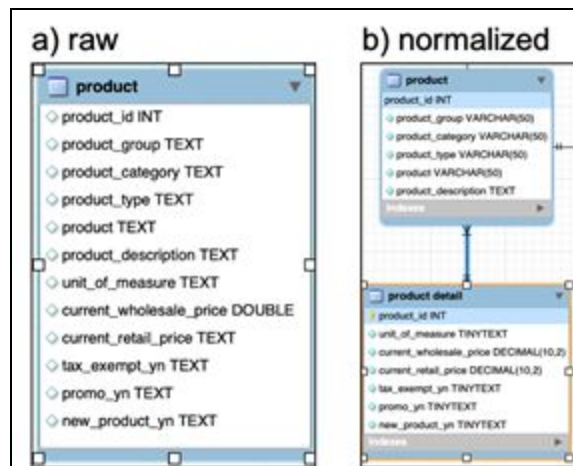 a) raw
product
product_id INT
product_group TEXT
product_category TEXT
product_type TEXT
product TEXT
product_description TEXT
unit_of_measure TEXT
current_wholesale_price DOUBLE
current_retail_price TEXT
tax_exempt_yn TEXT
promo_yn TEXT
new_product_yn TEXT
b) normalized
product
product_id INT
product_group VARCHAR(50)
product_category VARCHAR(50)
product_type VARCHAR(50)
product VARCHAR(50)
product_description TEXT
Indexes
product detail
product_id INT
unit_of_measure TINYTEXT
current_wholesale_price DECIMAL(10,2)
current_retail_price DECIMAL(10,2)
tax_exempt_yn TINYTEXT
promo_yn TINYTEXT
new_product_yn TINYTEXT
Indexes